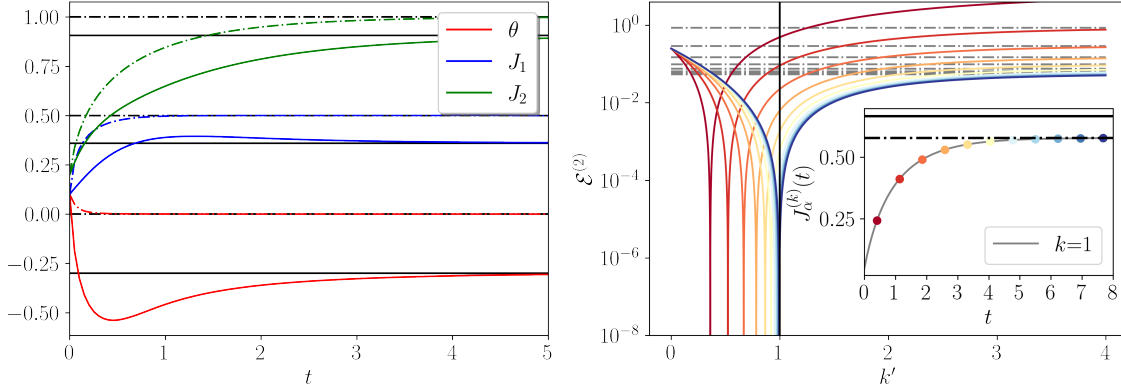 1.00
0.75
0.50
0.25
0.00
−0.25
−0.50
0 1 2 3 4 5
t
θ
J₁
J₂
10⁰
10⁻²
10⁻⁴
10⁻⁶
10⁻⁸
ℰ⁽²⁾
0 1 2 3 4
k′
0.50
0.25
J_α^(k)(t)
k=1
0 1 2 3 4 5 6 7 8
t